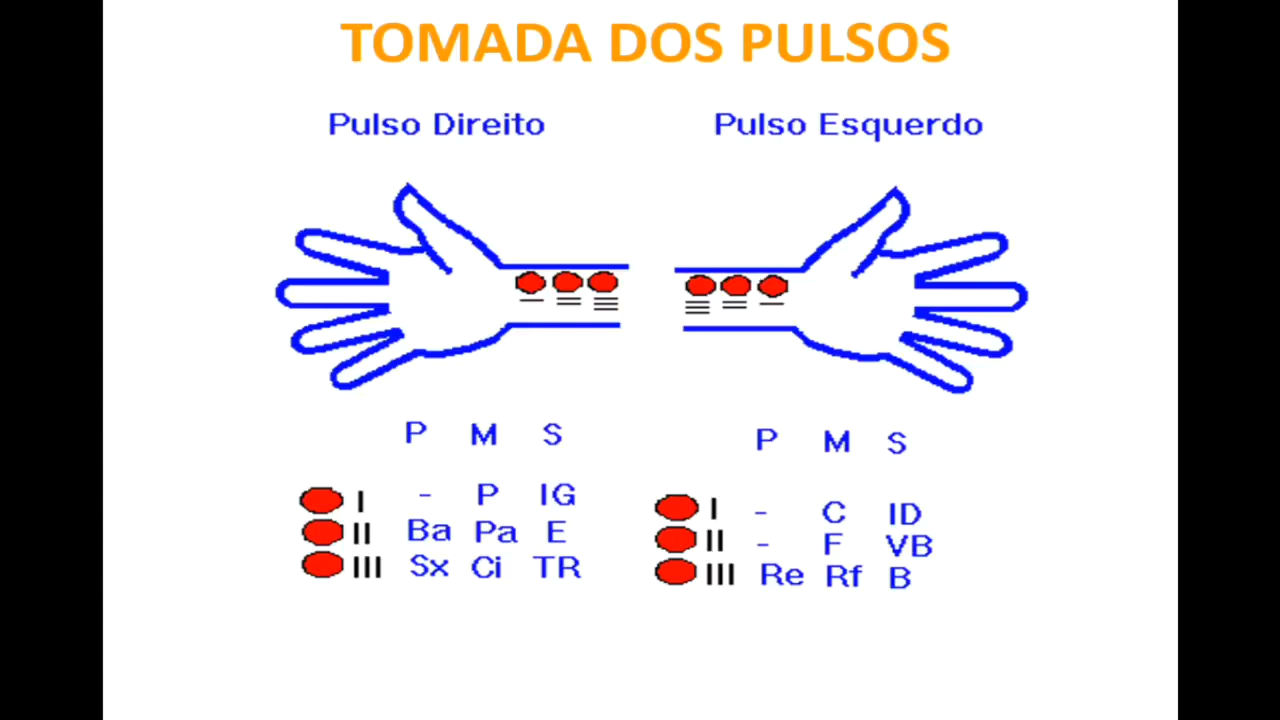 TOMADA DOS PULSOS
Pulso Direito
Pulso Esquerdo
P M S
I - P IG
II Ba Pa E
III Sx Ci TR
P M S
I - C ID
II - F VB
III Re Rf B